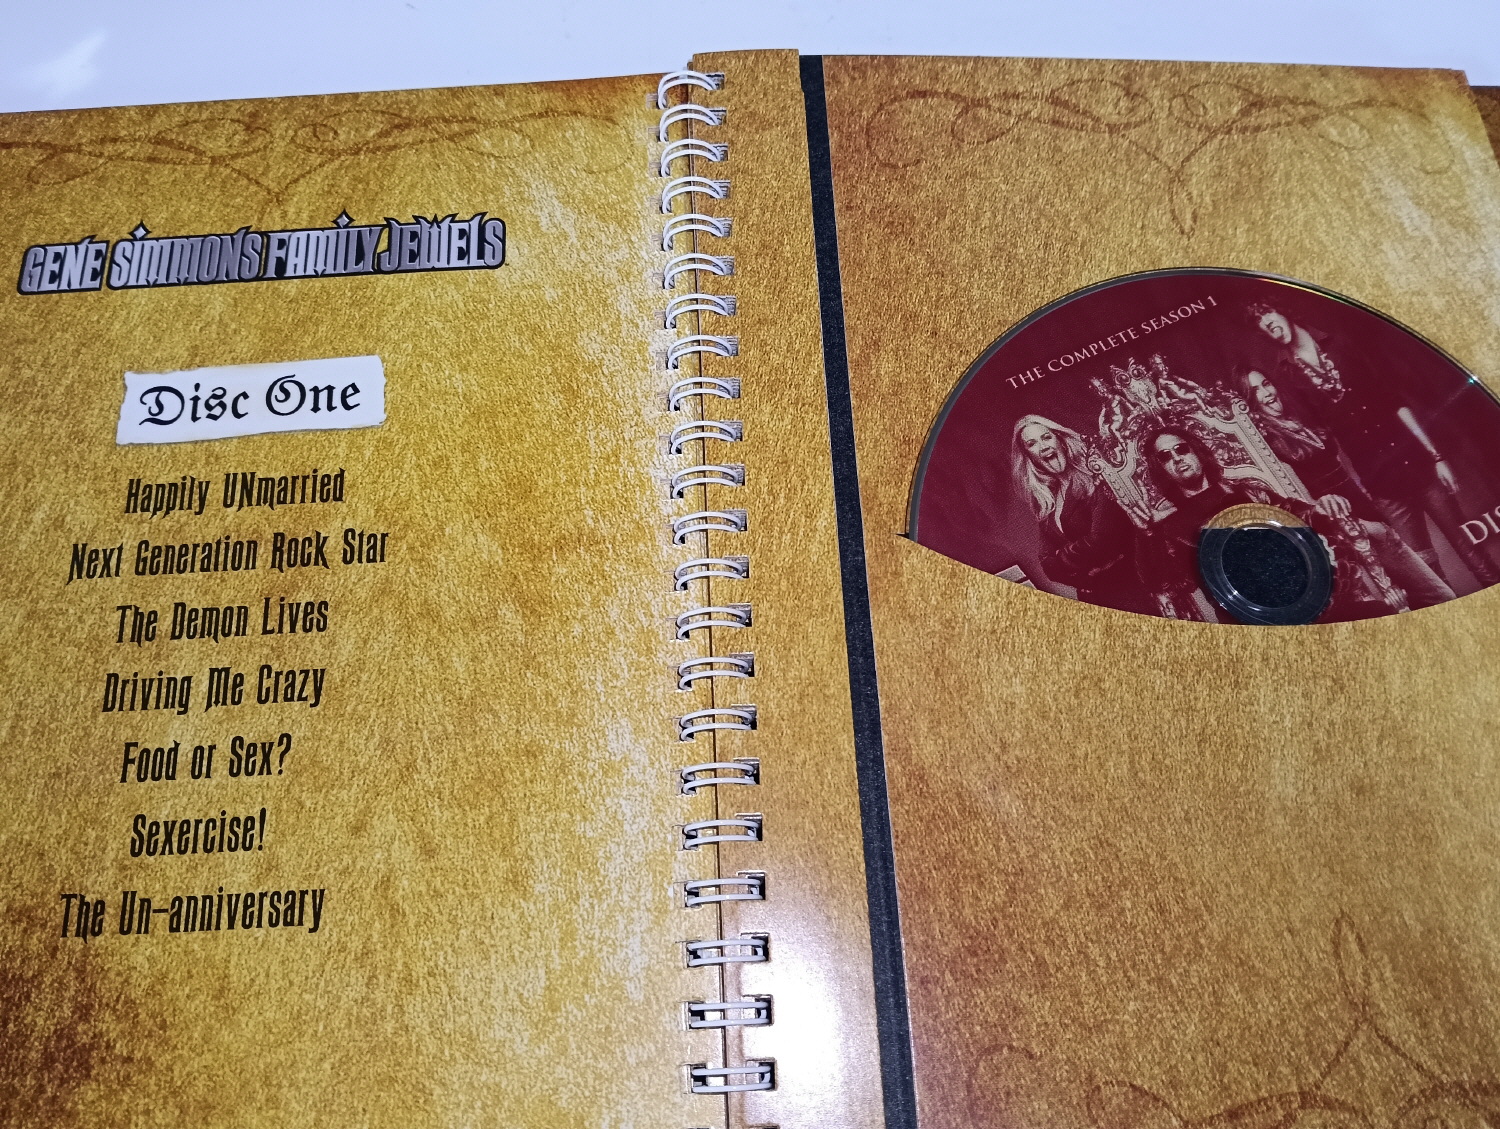 GENE SIMMONS FAMILY JEWELS
Disc One
Happily UNmarried
Next Generation Rock Star
The Demon Lives
Driving Me Crazy
Food or Sex?
Sexercise!
The Un-anniversary
THE COMPLETE SEASON 1